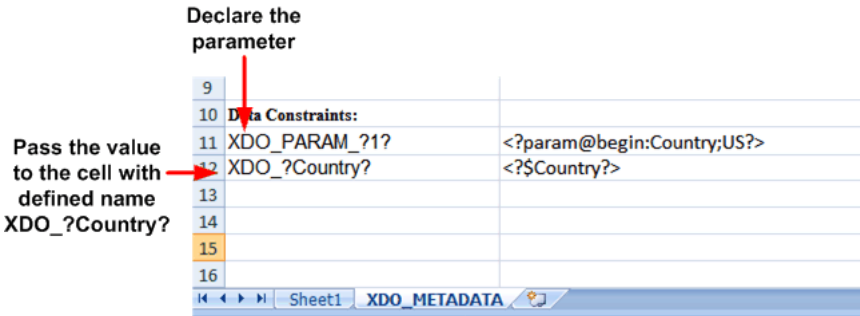 Declare the
parameter
9
10 Data Constraints:
11 XDO_PARAM_?1? <?param@begin:Country;US?>
12 XDO_?Country? <?$Country?>
13
14
15
16
Pass the value
to the cell with
defined name
XDO_?Country?
Sheet1 XDO_METADATA